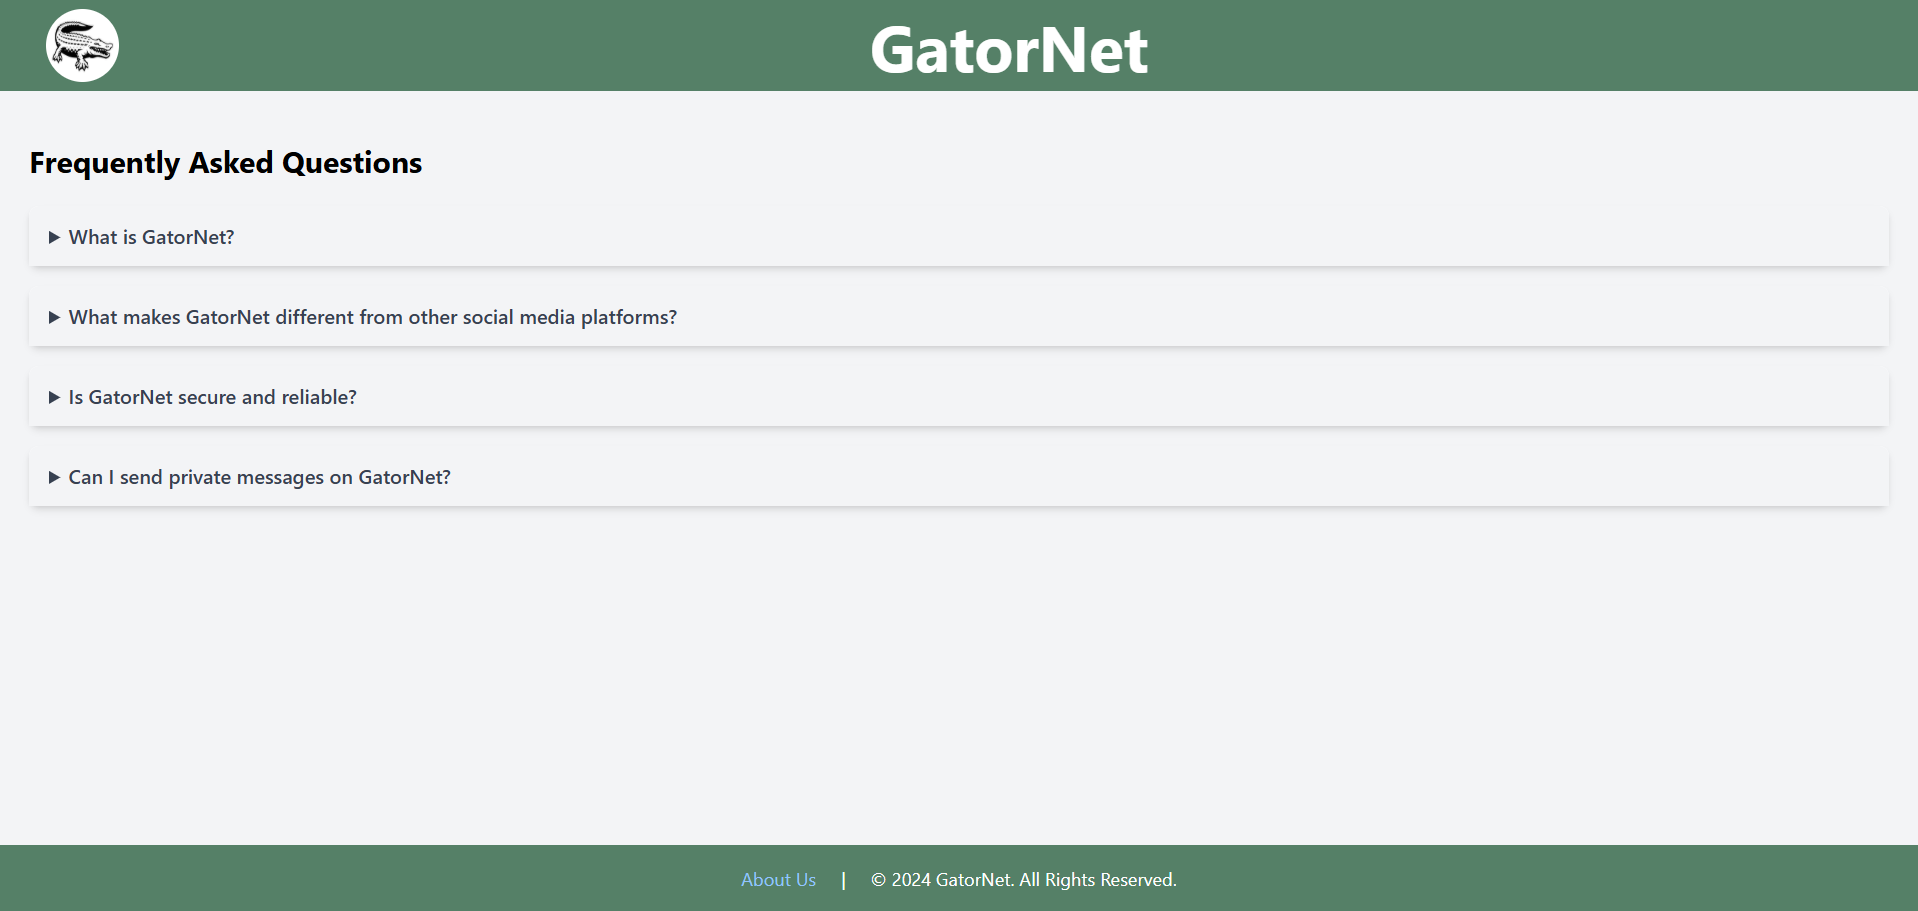 GatorNet
Frequently Asked Questions
What is GatorNet?
What makes GatorNet different from other social media platforms?
Is GatorNet secure and reliable?
Can I send private messages on GatorNet?
About Us | © 2024 GatorNet. All Rights Reserved.